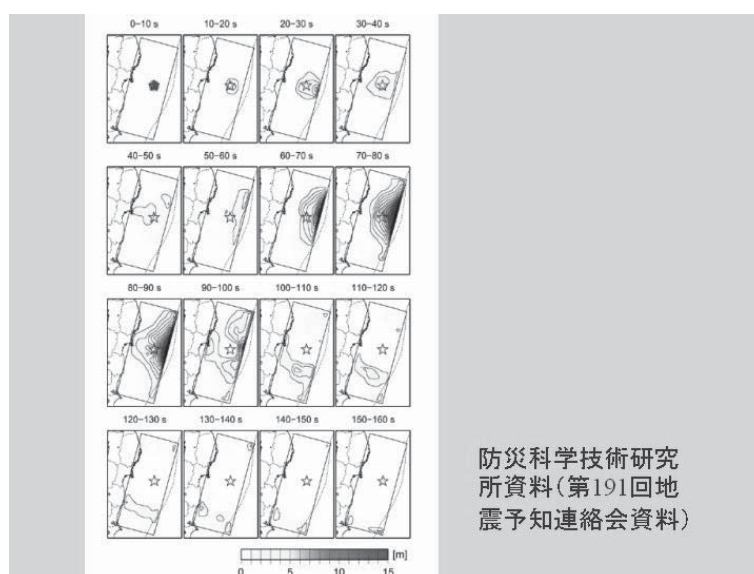 0-10 s 10-20 s 20-30 s 30-40 s
40-50 s 50-60 s 60-70 s 70-80 s
80-90 s 90-100 s 100-110 s 110-120 s
120-130 s 130-140 s 140-150 s 150-160 s
[m]
0 5 10 15
防災科学技術研究
所資料(第191回地
震予知連絡会資料)